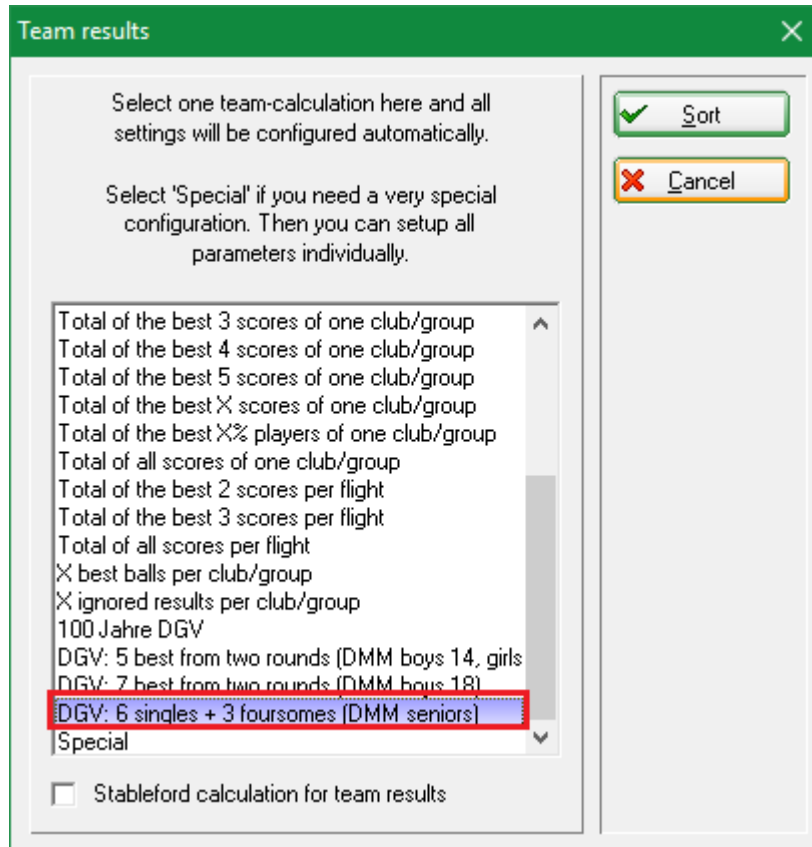 Team results
Select one team-calculation here and all
settings will be configured automatically.
Select 'Special' if you need a very special
configuration. Then you can setup all
parameters individually.
Total of the best 3 scores of one club/group
Total of the best 4 scores of one club/group
Total of the best 5 scores of one club/group
Total of the best X scores of one club/group
Total of the best X% players of one club/group
Total of all scores of one club/group
Total of the best 2 scores per flight
Total of the best 3 scores per flight
Total of all scores per flight
X best balls per club/group
X ignored results per club/group
100 Jahre DGV
DGV: 5 best from two rounds (DMM boys 14, girls
DGV: 7 best from two rounds (DMM boys 18)
DGV: 6 singles + 3 foursomes (DMM seniors)
Special
Stableford calculation for team results
Sort
Cancel